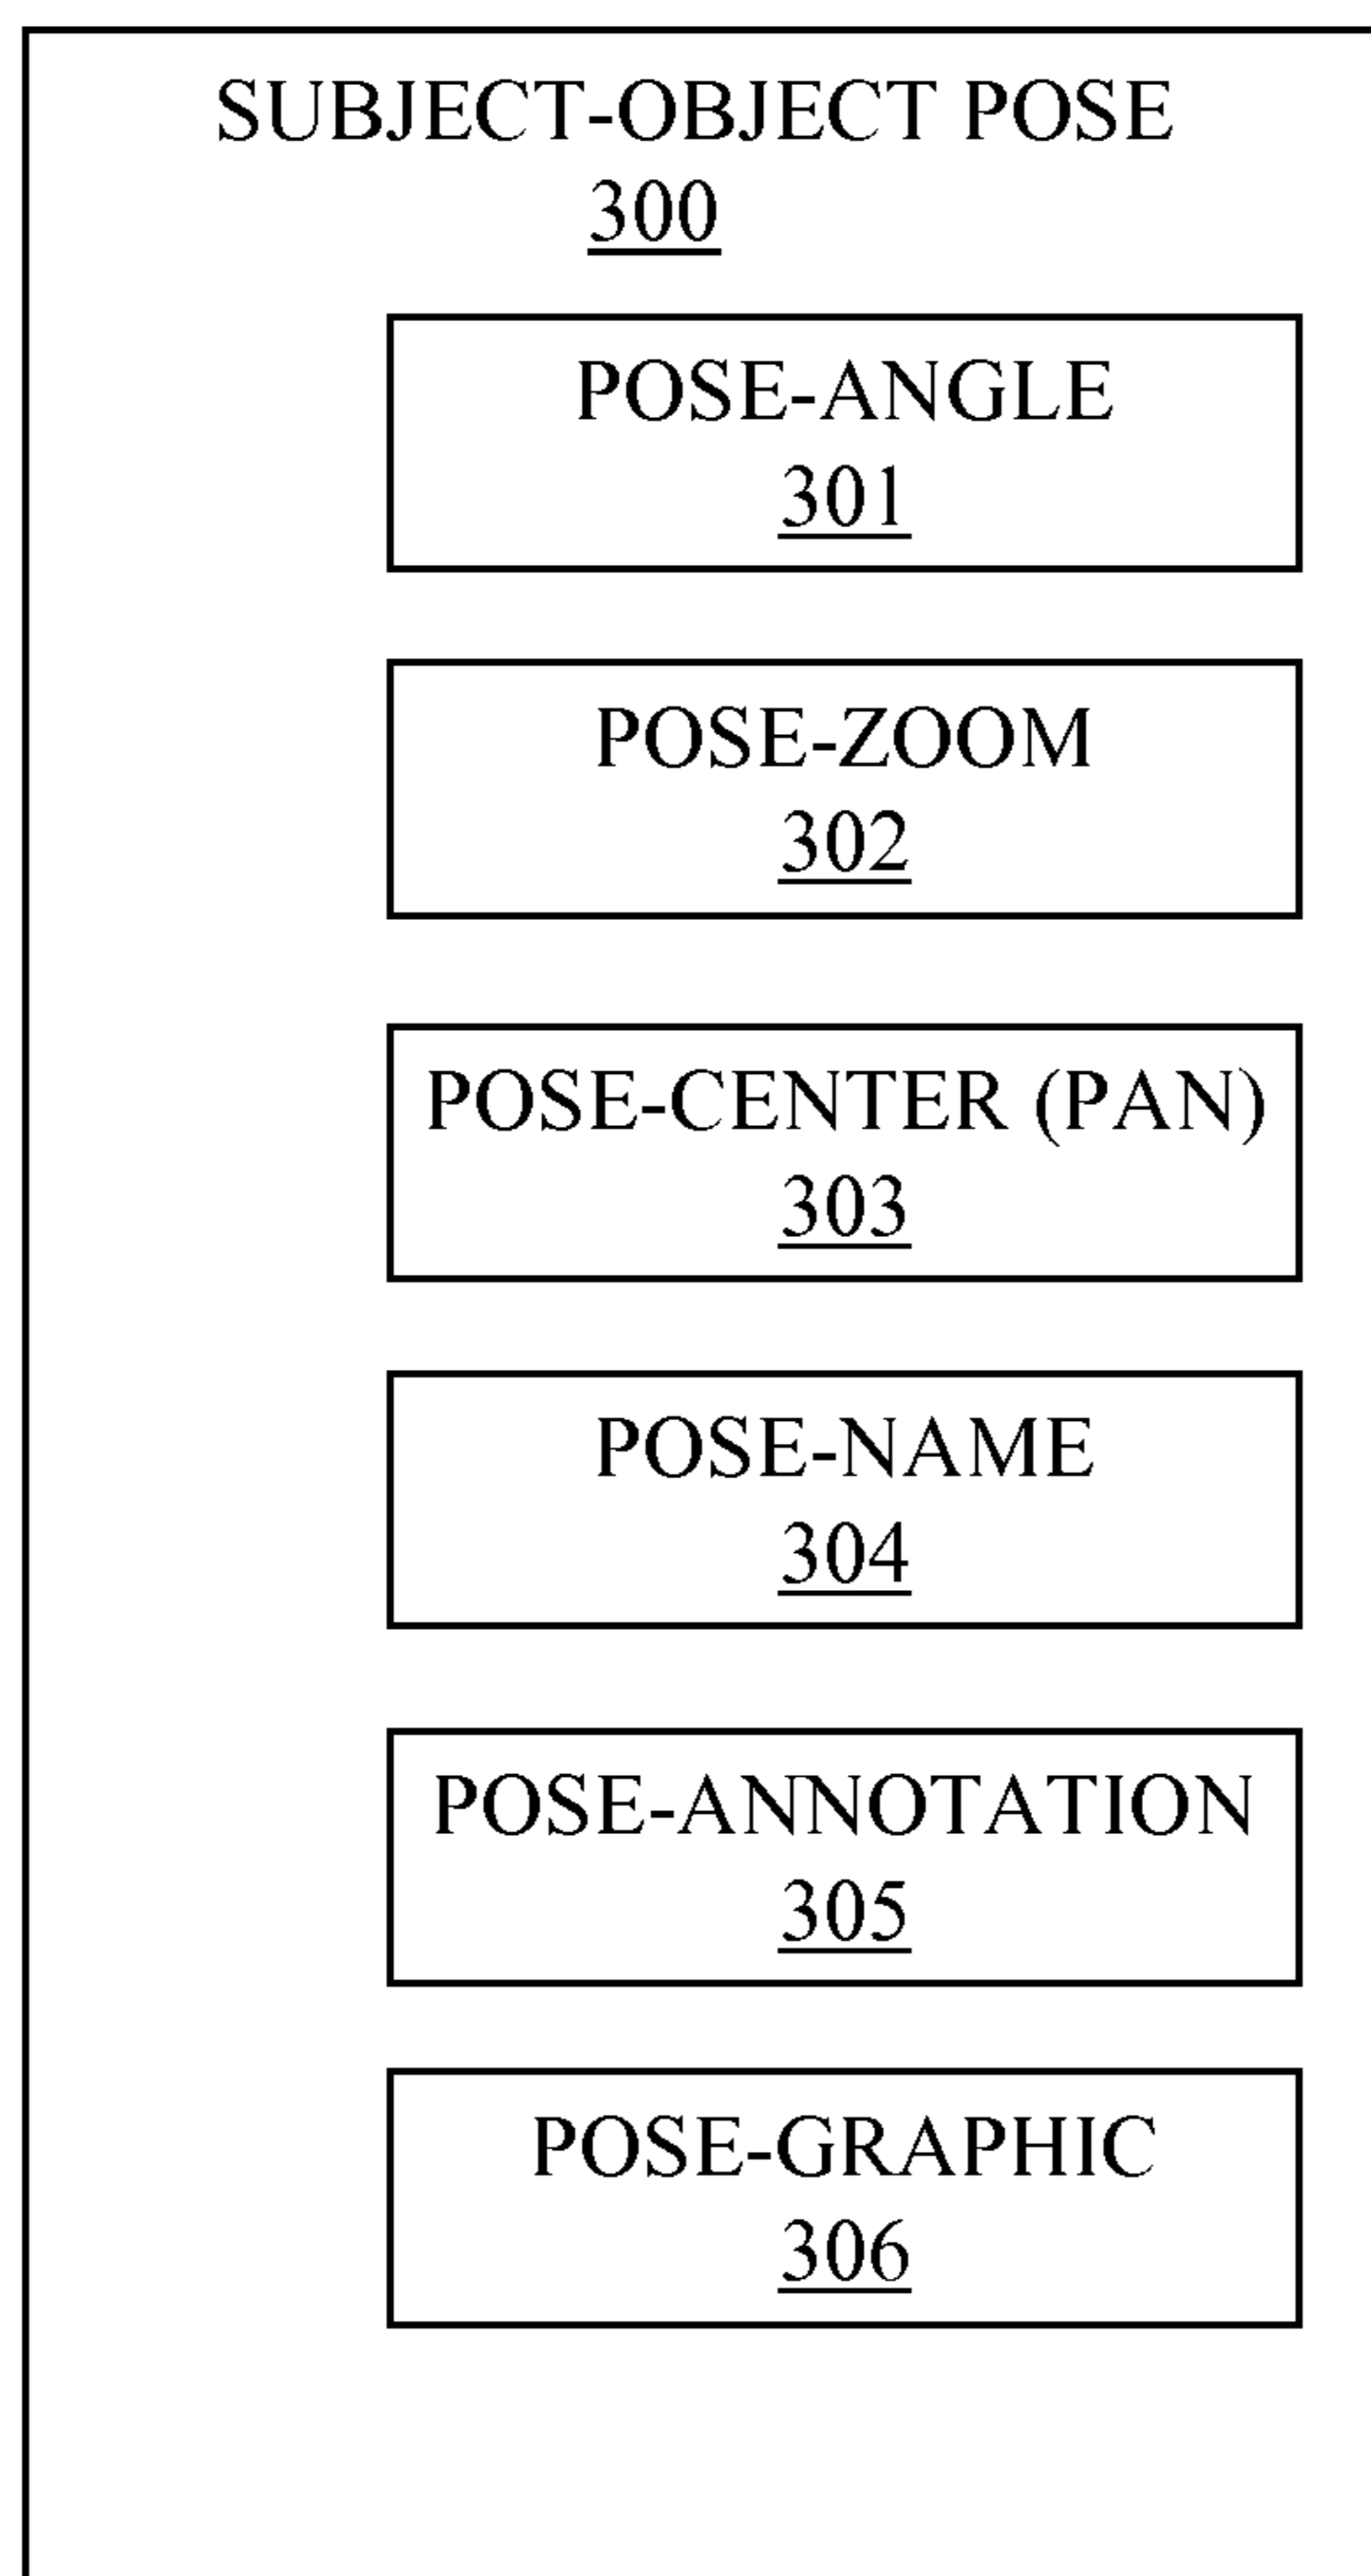 SUBJECT-OBJECT POSE
300
POSE-ANGLE
301
POSE-ZOOM
302
POSE-CENTER (PAN)
303
POSE-NAME
304
POSE-ANNOTATION
305
POSE-GRAPHIC
306